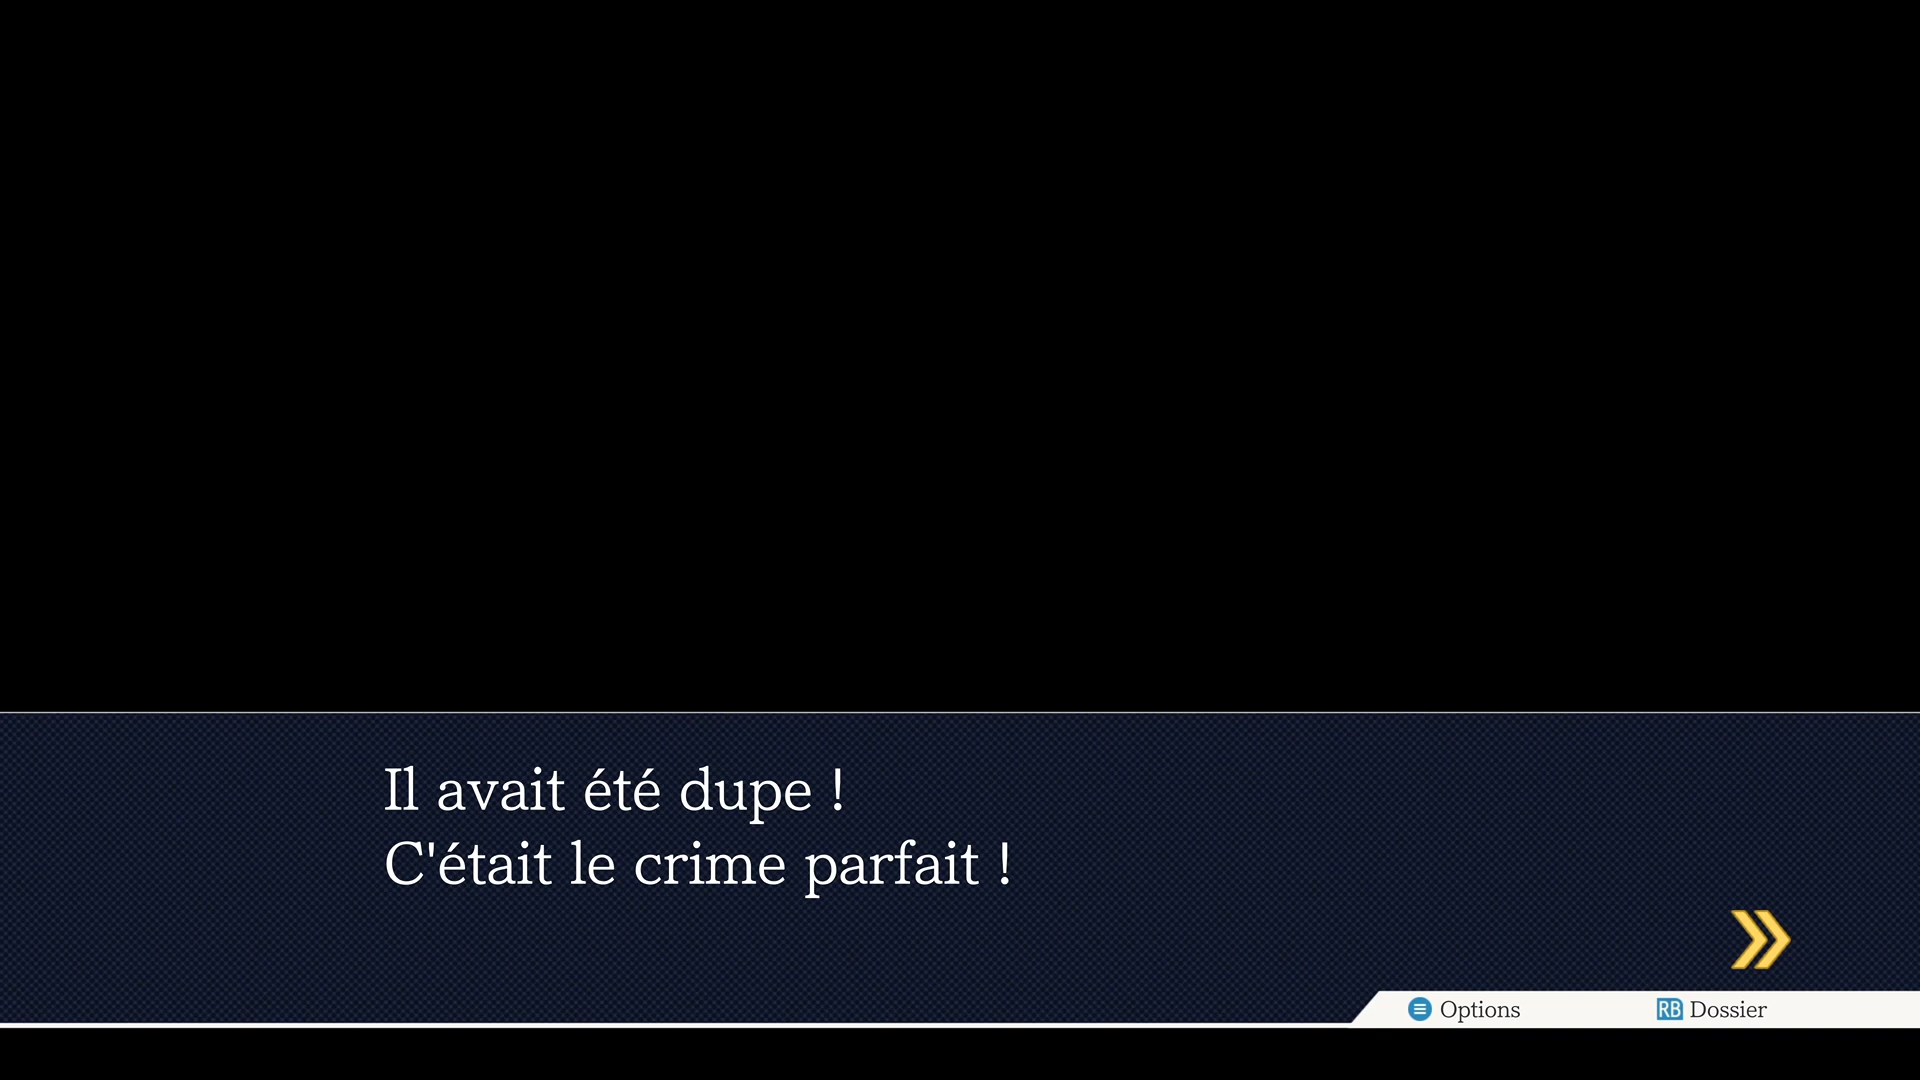 Il avait été dupe !
C'était le crime parfait !
Options
RB Dossier